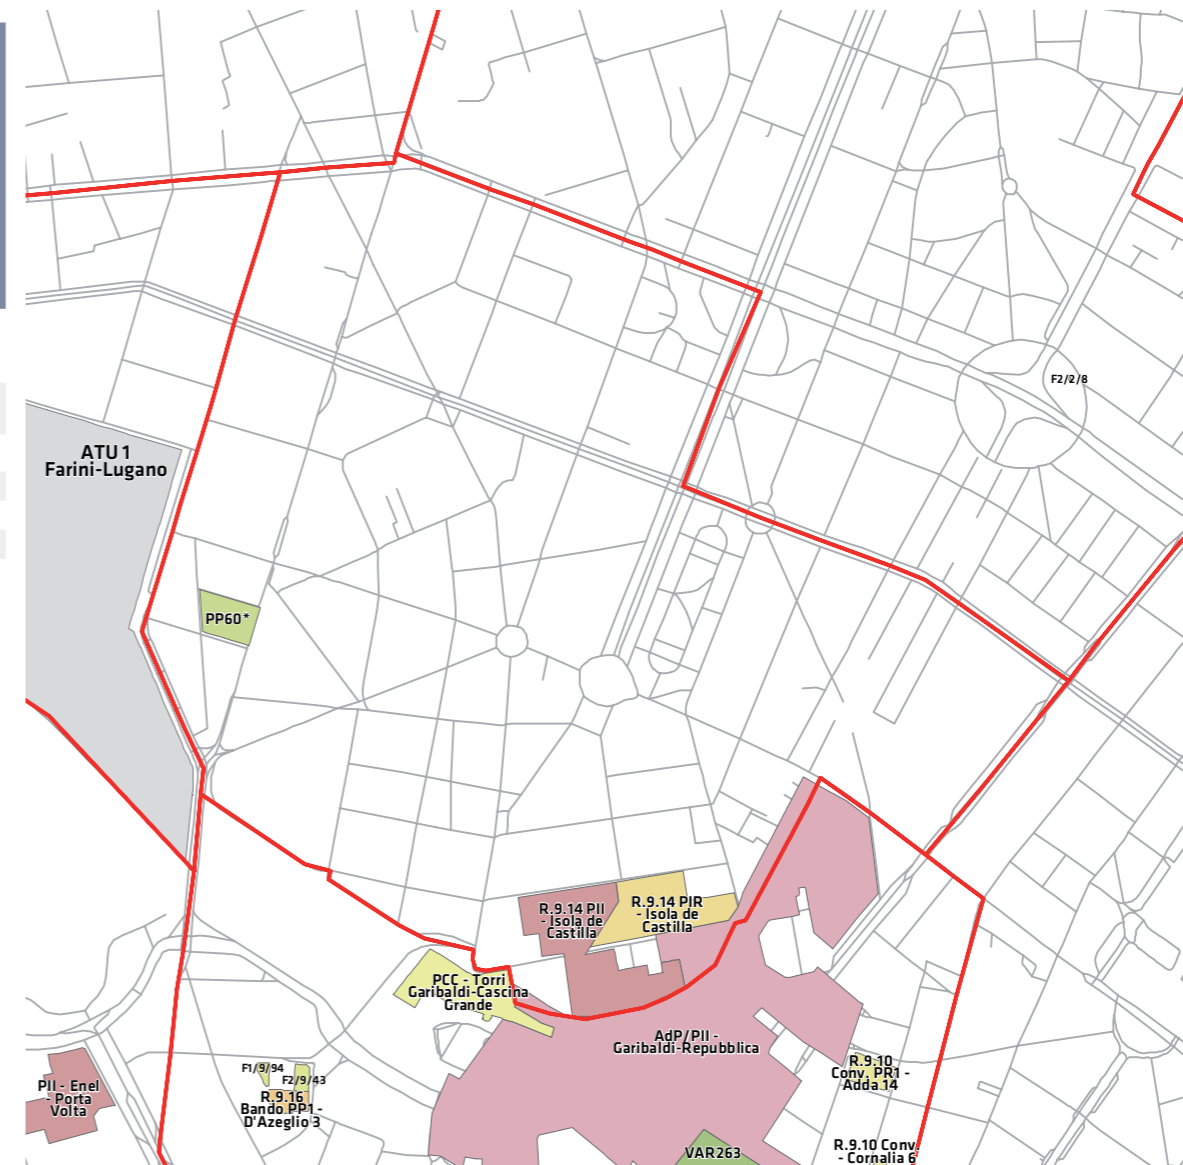 F2/2/8
ATU 1
Farini-Lugano
PP60*
R.9.14 PII
- Isola de
Castilla
R.9.14 PIR
- Isola de
Castilla
PCC - Torri
Garibaldi-Cascina
Grande
AdP/PII -
Garibaldi-Repubblica
R.9.10
Conv. PR1 -
Adda 14
PII - Enel
- Porta
Volta
F1/9/94
F2/9/43
R.9.16
Bando PP1 -
D'Azeglio 3
VAR263
R.9.10 Conv
- Cornalia 6